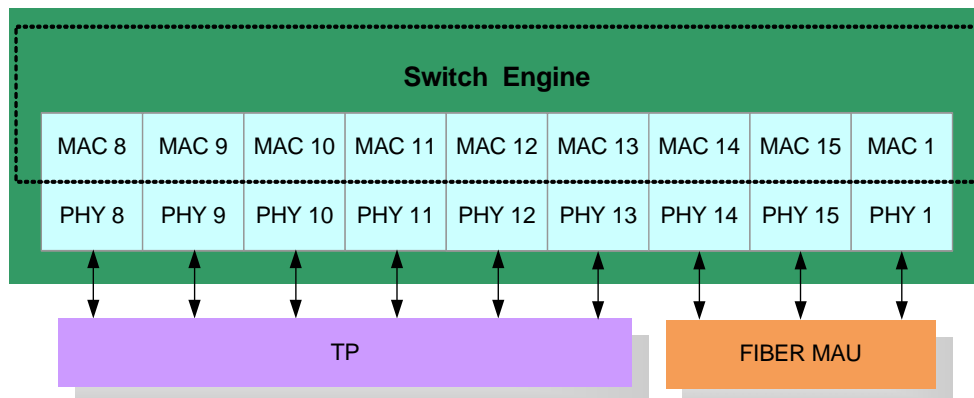 Switch Engine
MAC 8 MAC 9 MAC 10 MAC 11 MAC 12 MAC 13 MAC 14 MAC 15 MAC 1
PHY 8 PHY 9 PHY 10 PHY 11 PHY 12 PHY 13 PHY 14 PHY 15 PHY 1
TP FIBER MAU